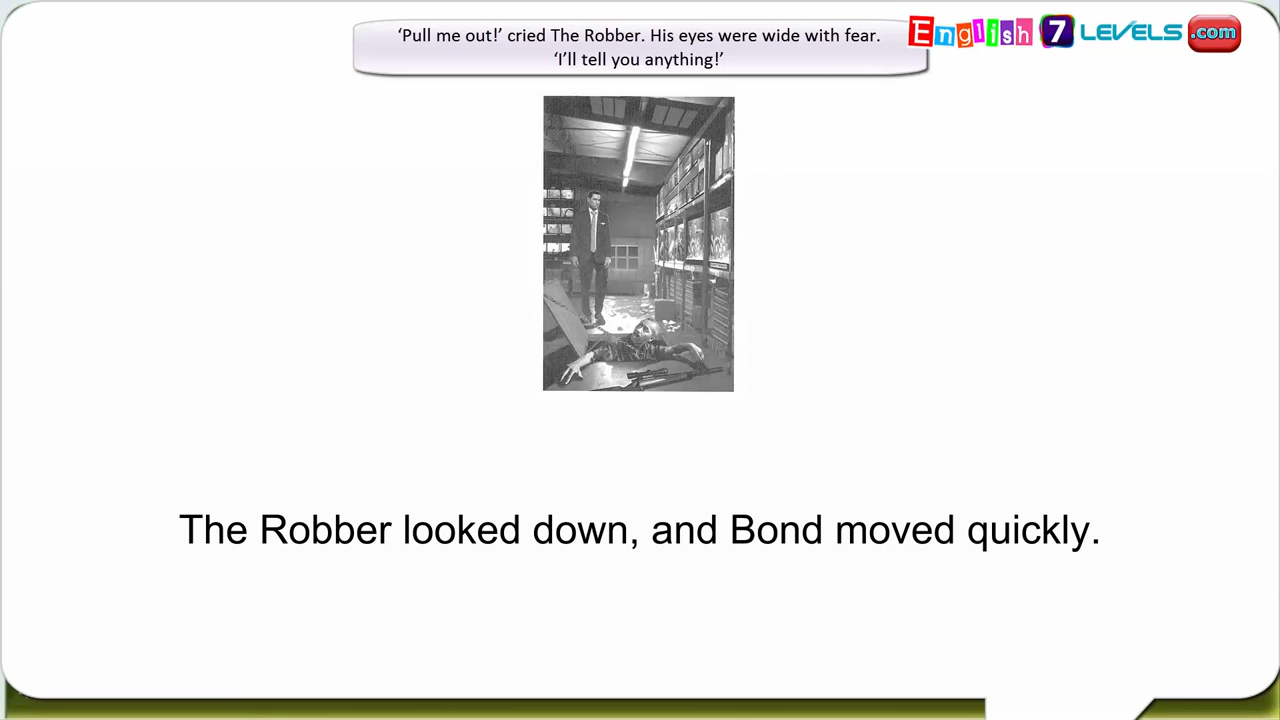 ‘Pull me out!’ cried The Robber. His eyes were wide with fear.
‘I’ll tell you anything!’
English 7 LEVELS .com
The Robber looked down, and Bond moved quickly.